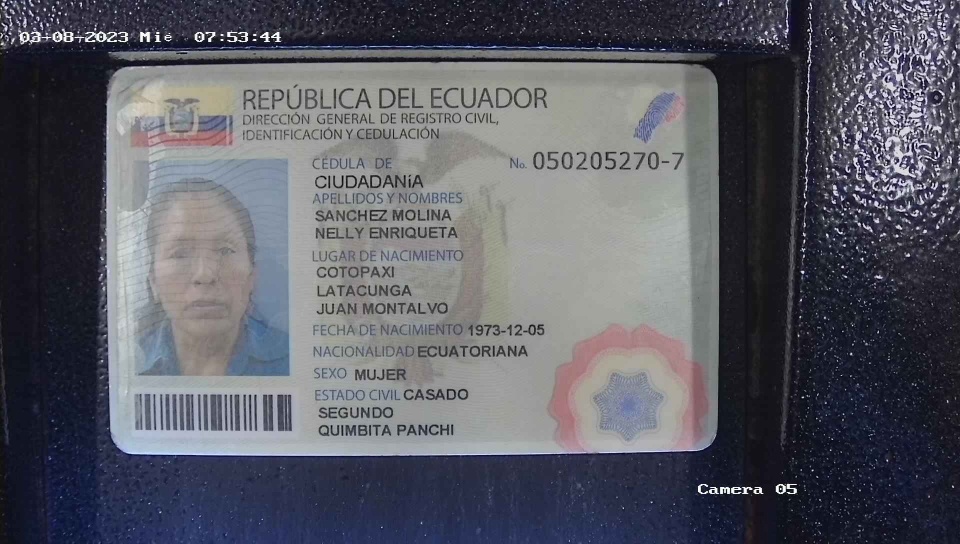 03-08-2023 Mie 07:53:44
REPÚBLICA DEL ECUADOR
DIRECCIÓN GENERAL DE REGISTRO CIVIL,
IDENTIFICACIÓN Y CEDULACIÓN
CÉDULA DE No. 050205270-7
CIUDADANíA
APELLIDOS Y NOMBRES
SANCHEZ MOLINA
NELLY ENRIQUETA
LUGAR DE NACIMIENTO
COTOPAXI
LATACUNGA
JUAN MONTALVO
FECHA DE NACIMIENTO 1973-12-05
NACIONALIDAD ECUATORIANA
SEXO MUJER
ESTADO CIVIL CASADO
SEGUNDO
QUIMBITA PANCHI
Camera 05